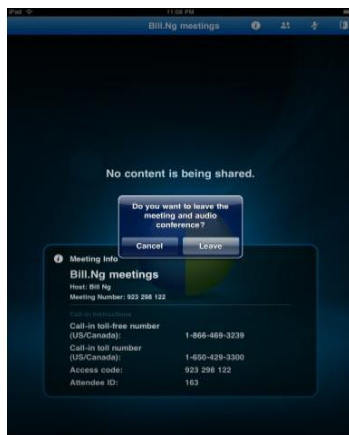 iPad
11:08 PM
Bill.Ng meetings
No content is being shared.
Do you want to leave the
meeting and audio
conference?
Cancel
Leave
Meeting Info
Bill.Ng meetings
Host: Bill Ng
Meeting Number: 923 298 122
Call-in instructions
Call-in toll-free number
(US/Canada):
1-866-469-3239
Call-in toll number
(US/Canada):
1-650-429-3300
Access code:
923 298 122
Attendee ID:
163